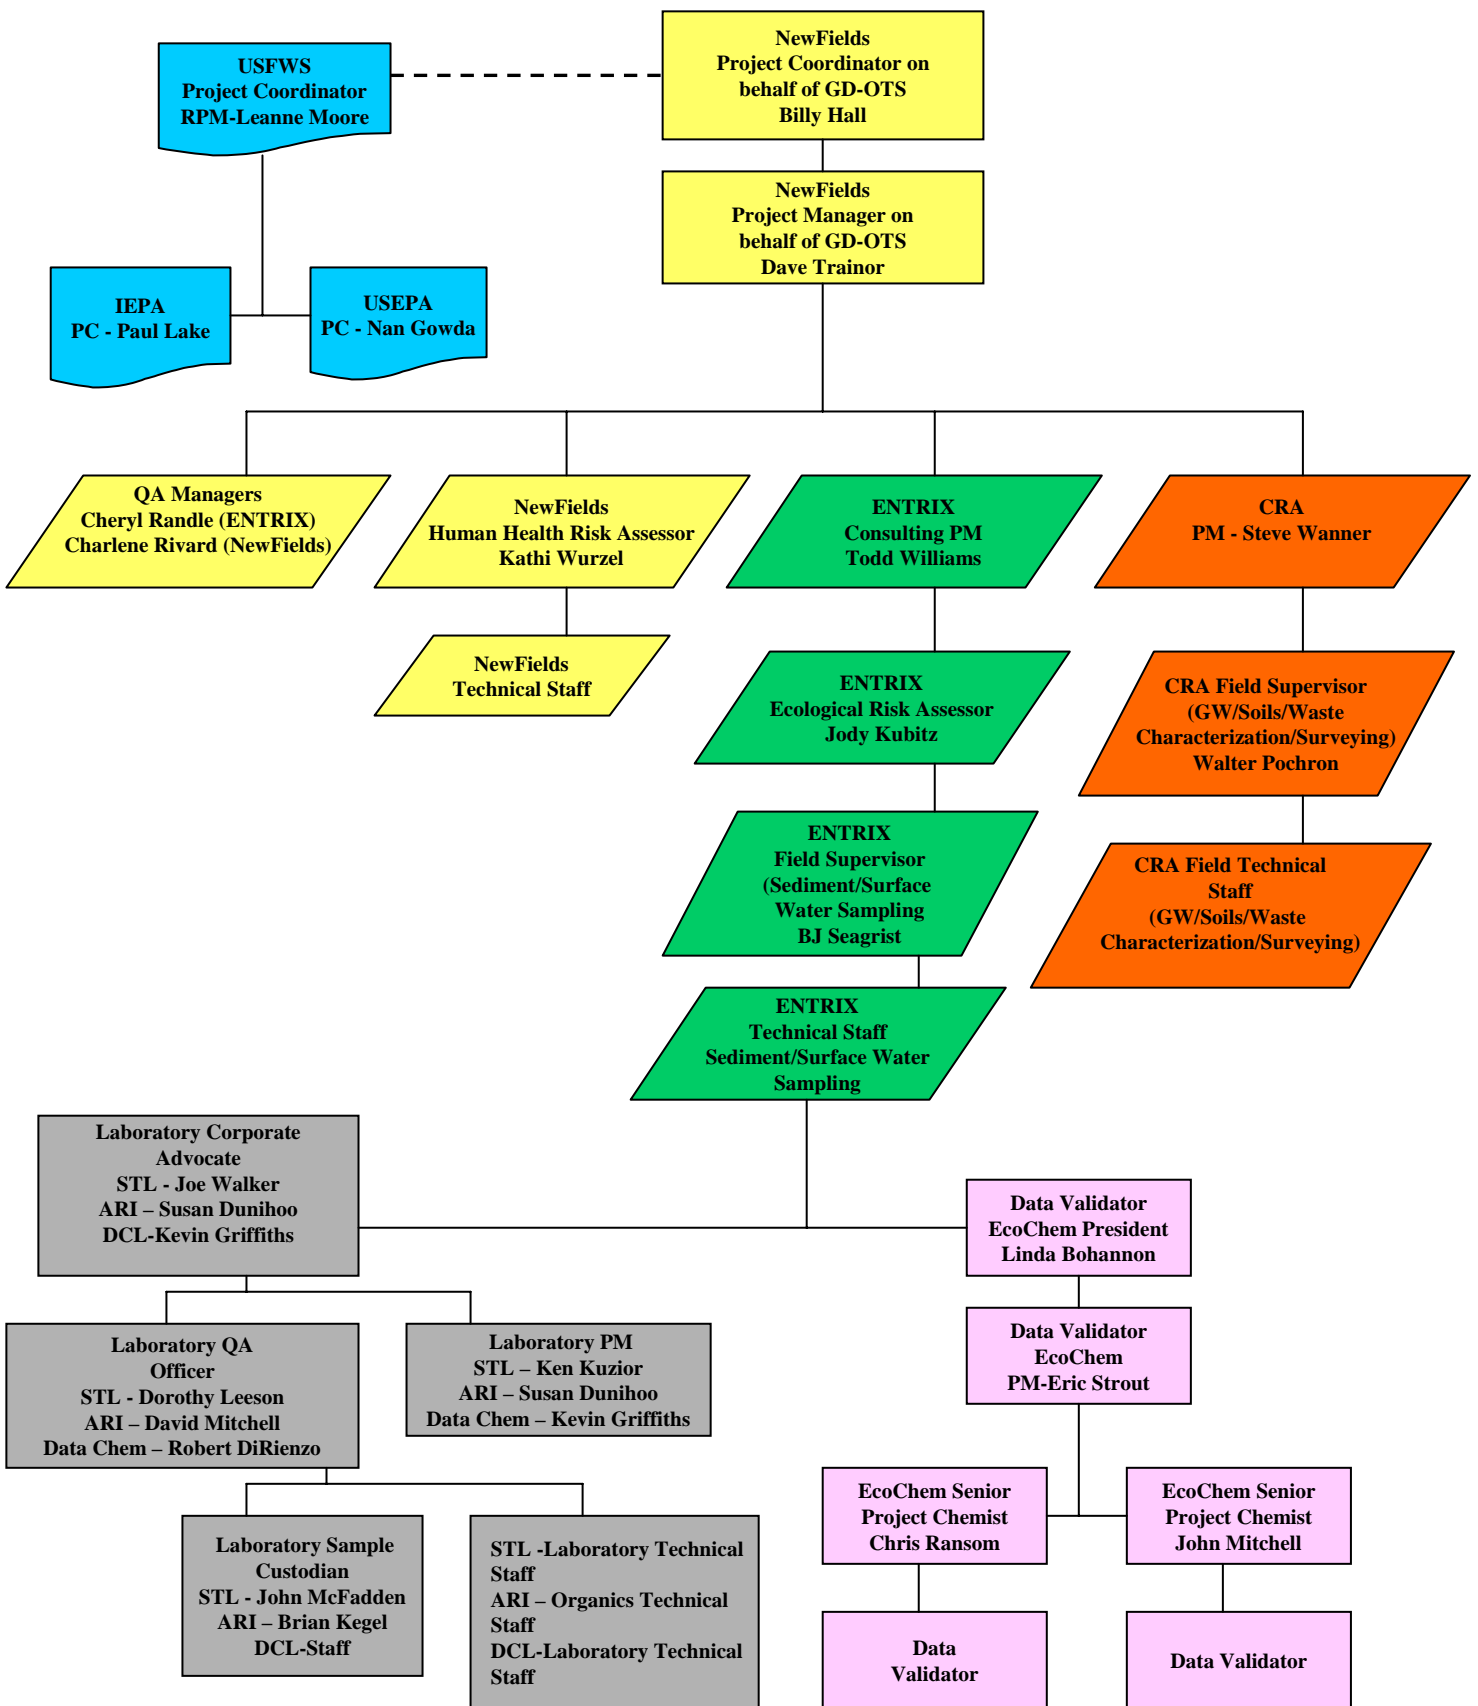 NewFields
Project Coordinator on
behalf of GD-OTS
Billy Hall
USFWS
Project Coordinator
RPM-Leanne Moore
NewFields
Project Manager on
behalf of GD-OTS
Dave Trainor
IEPA
PC - Paul Lake
USEPA
PC - Nan Gowda
QA Managers
Cheryl Randle (ENTRIX)
Charlene Rivard (NewFields)
NewFields
Human Health Risk Assessor
Kathi Wurzel
ENTRIX
Consulting PM
Todd Williams
CRA
PM - Steve Wanner
NewFields
Technical Staff
ENTRIX
Ecological Risk Assessor
Jody Kubitz
CRA Field Supervisor
(GW/Soils/Waste
Characterization/Surveying)
Walter Pochron
ENTRIX
Field Supervisor
(Sediment/Surface
Water Sampling
BJ Seagrist
CRA Field Technical
Staff
(GW/Soils/Waste
Characterization/Surveying)
ENTRIX
Technical Staff
Sediment/Surface Water
Sampling
Laboratory Corporate
Advocate
STL - Joe Walker
ARI – Susan Dunihoo
DCL-Kevin Griffiths
Data Validator
EcoChem President
Linda Bohannon
Laboratory QA
Officer
STL - Dorothy Leeson
ARI – David Mitchell
Data Chem – Robert DiRienzo
Laboratory PM
STL – Ken Kuzior
ARI – Susan Dunihoo
Data Chem – Kevin Griffiths
Data Validator
EcoChem
PM-Eric Strout
Laboratory Sample
Custodian
STL - John McFadden
ARI – Brian Kegel
DCL-Staff
STL -Laboratory Technical
Staff
ARI – Organics Technical
Staff
DCL-Laboratory Technical
Staff
EcoChem Senior
Project Chemist
Chris Ransom
EcoChem Senior
Project Chemist
John Mitchell
Data
Validator
Data Validator